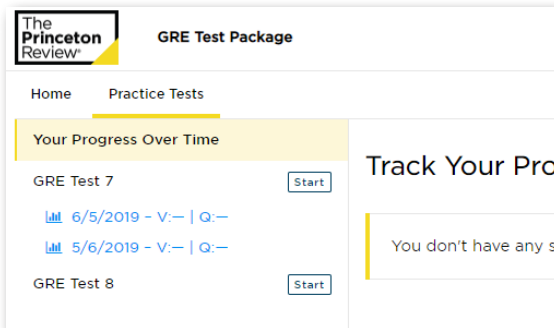 The
Princeton
Review®
GRE Test Package
Home Practice Tests
Your Progress Over Time
GRE Test 7 Start
6/5/2019 – V:— | Q:—
5/6/2019 – V:— | Q:—
GRE Test 8 Start
Track Your Pro
You don't have any s